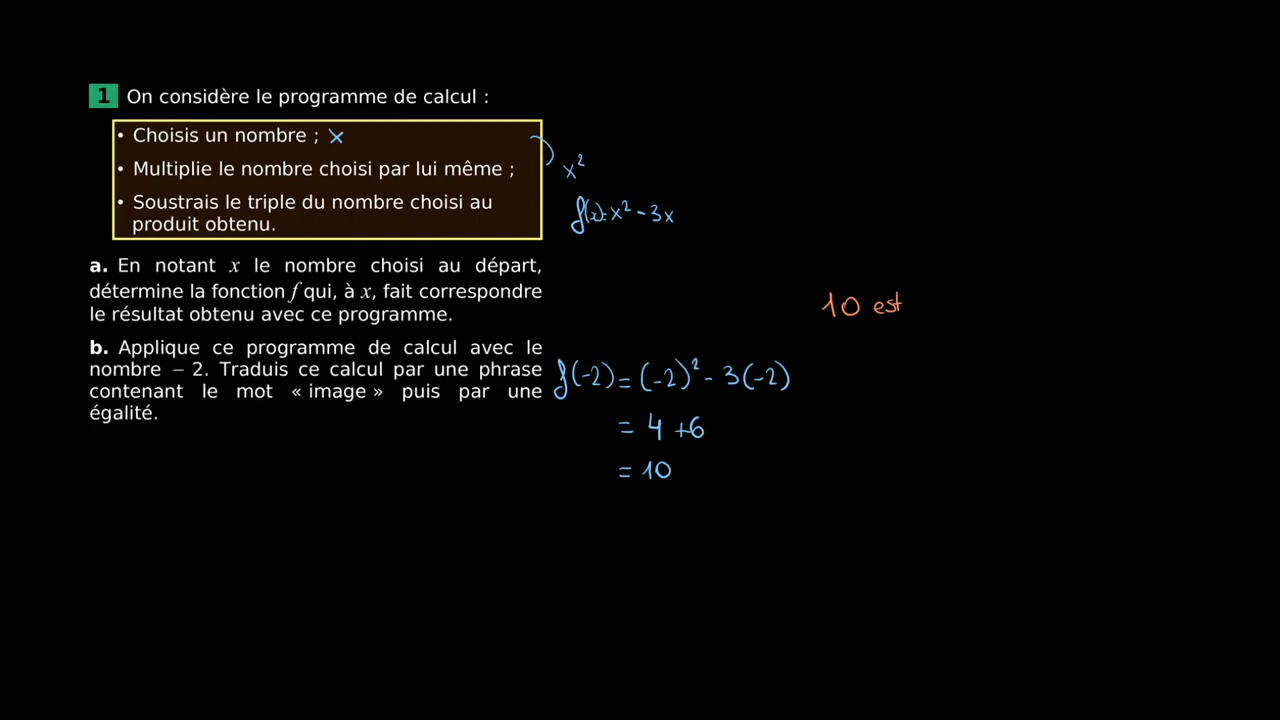 1 On considère le programme de calcul :
• Choisis un nombre ; x
• Multiplie le nombre choisi par lui même ;
x²
• Soustrais le triple du nombre choisi au
produit obtenu.
f(x)=x² - 3x
a. En notant x le nombre choisi au départ,
détermine la fonction f qui, à x, fait correspondre
le résultat obtenu avec ce programme.
10 est
b. Applique ce programme de calcul avec le
nombre – 2. Traduis ce calcul par une phrase
contenant le mot « image » puis par une
égalité.
f(-2) = (-2)² - 3(-2)
= 4 +6
= 10